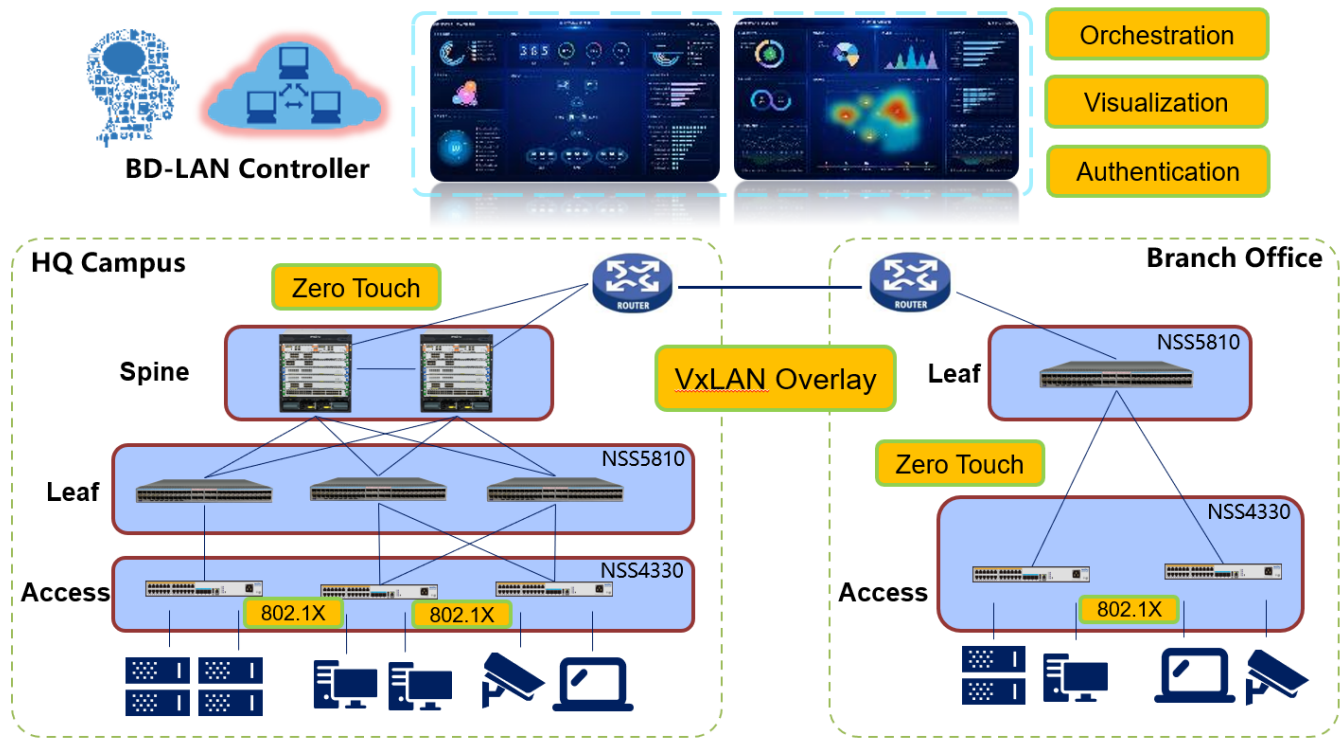 Orchestration
Visualization
Authentication
BD-LAN Controller
385
HQ Campus
Branch Office
Zero Touch
ROUTER
ROUTER
Spine
NSS5810
VxLAN Overlay
Leaf
NSS5810
Zero Touch
Leaf
NSS4330
NSS4330
Access
Access
802.1X
802.1X
802.1X